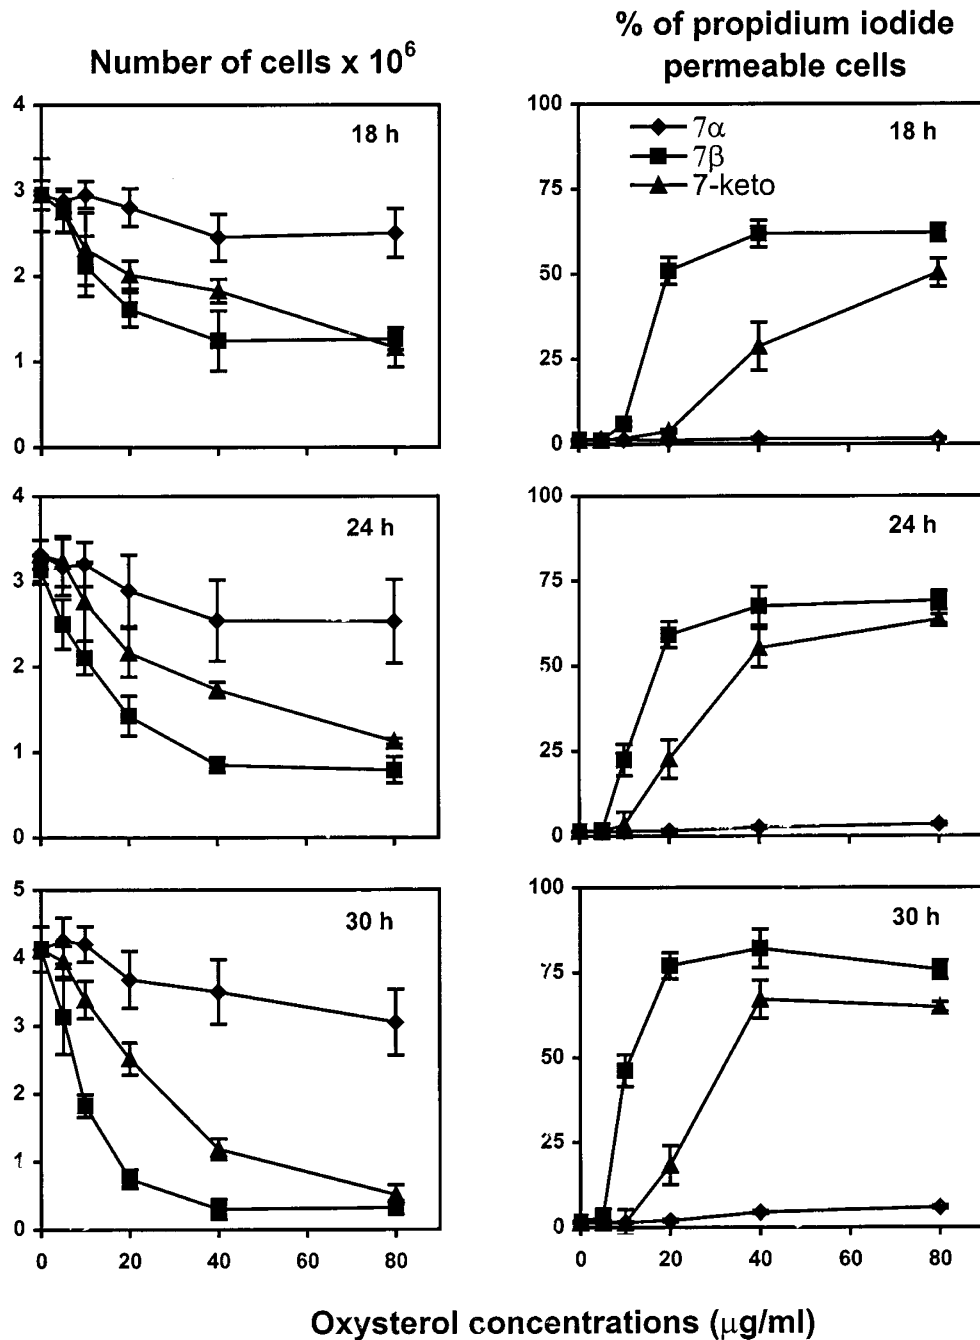 Number of cells x 10⁶
% of propidium iodide
permeable cells
4
3
2
1
0
18 h
100
75
50
25
0
7α
7β
7-keto
18 h
4
3
2
1
0
24 h
100
75
50
25
0
24 h
5
4
3
2
1
0
30 h
0 20 40 60 80
100
75
50
25
0
30 h
0 20 40 60 80
Oxysterol concentrations (μg/ml)